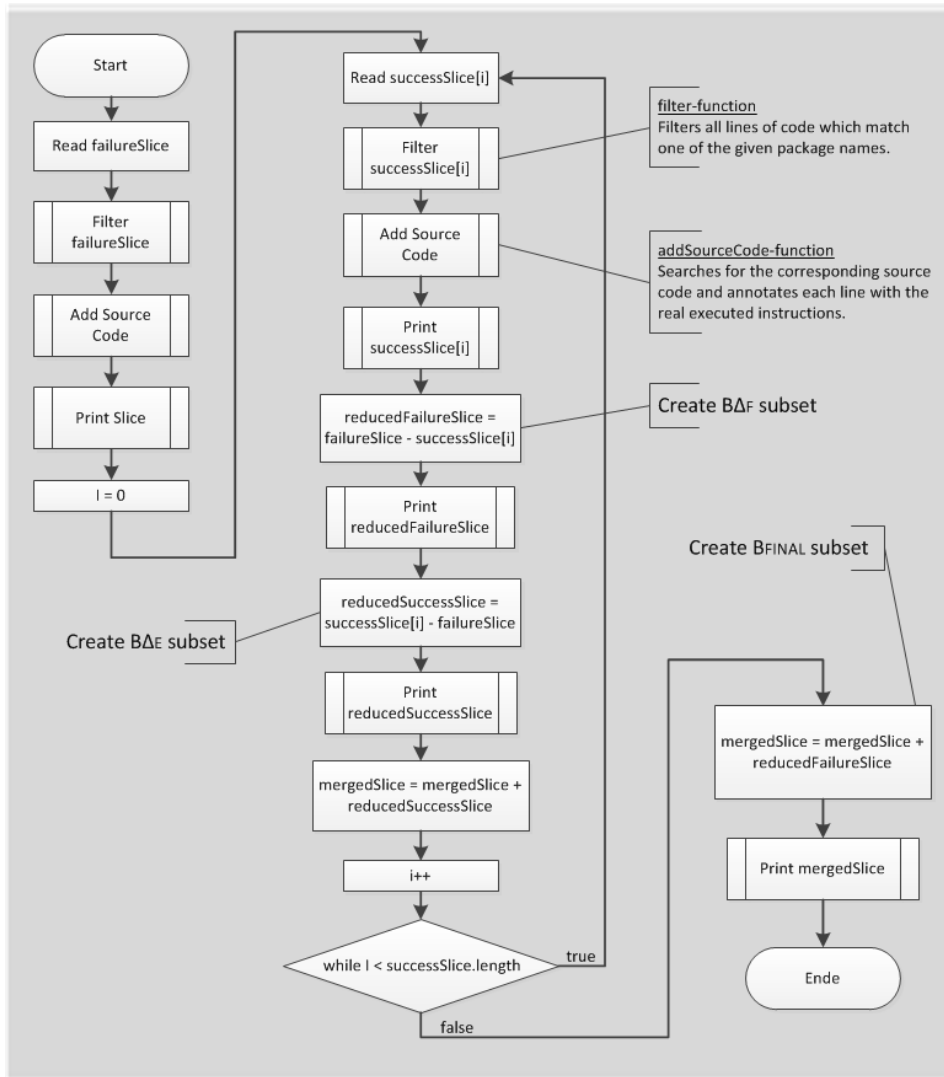 Start
Read failureSlice
Filter
failureSlice
Add Source
Code
Print Slice
I = 0
Read successSlice[i]
Filter
successSlice[i]
Add Source
Code
Print
successSlice[i]
reducedFailureSlice =
failureSlice - successSlice[i]
Print
reducedFailureSlice
reducedSuccessSlice =
successSlice[i] - failureSlice
Print
reducedSuccessSlice
mergedSlice = mergedSlice +
reducedSuccessSlice
i++
while I < successSlice.length
true
false
filter-function
Filters all lines of code which match
one of the given package names.
addSourceCode-function
Searches for the corresponding source
code and annotates each line with the
real executed instructions.
Create BΔF subset
Create BΔE subset
Create BFINAL subset
mergedSlice = mergedSlice +
reducedFailureSlice
Print mergedSlice
Ende